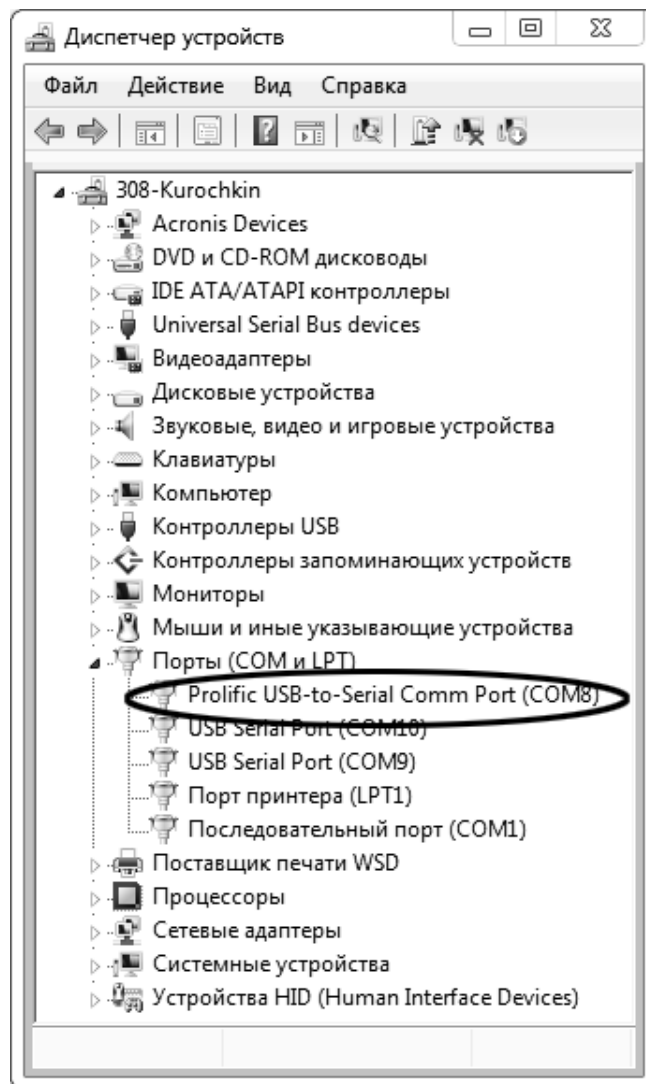 Диспетчер устройств
Файл Действие Вид Справка
308-Kurochkin
Acronis Devices
DVD и CD-ROM дисководы
IDE ATA/ATAPI контроллеры
Universal Serial Bus devices
Видеоадаптеры
Дисковые устройства
Звуковые, видео и игровые устройства
Клавиатуры
Компьютер
Контроллеры USB
Контроллеры запоминающих устройств
Мониторы
Мыши и иные указывающие устройства
Порты (COM и LPT)
Prolific USB-to-Serial Comm Port (COM8)
USB Serial Port (COM10)
USB Serial Port (COM9)
Порт принтера (LPT1)
Последовательный порт (COM1)
Поставщик печати WSD
Процессоры
Сетевые адаптеры
Системные устройства
Устройства HID (Human Interface Devices)